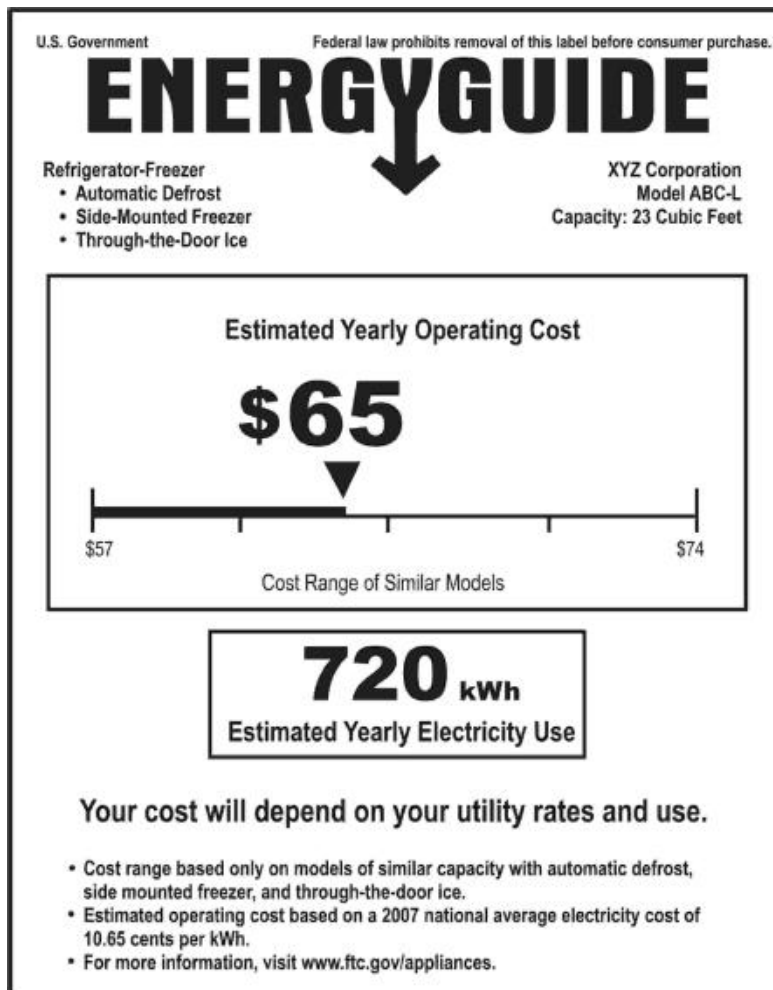 U.S. Government Federal law prohibits removal of this label before consumer purchase.
ENERGYGUIDE
Refrigerator-Freezer
• Automatic Defrost
• Side-Mounted Freezer
• Through-the-Door Ice
XYZ Corporation
Model ABC-L
Capacity: 23 Cubic Feet
Estimated Yearly Operating Cost
$65
$57 $74
Cost Range of Similar Models
720 kWh
Estimated Yearly Electricity Use
Your cost will depend on your utility rates and use.
• Cost range based only on models of similar capacity with automatic defrost,
side mounted freezer, and through-the-door ice.
• Estimated operating cost based on a 2007 national average electricity cost of
10.65 cents per kWh.
• For more information, visit www.ftc.gov/appliances.